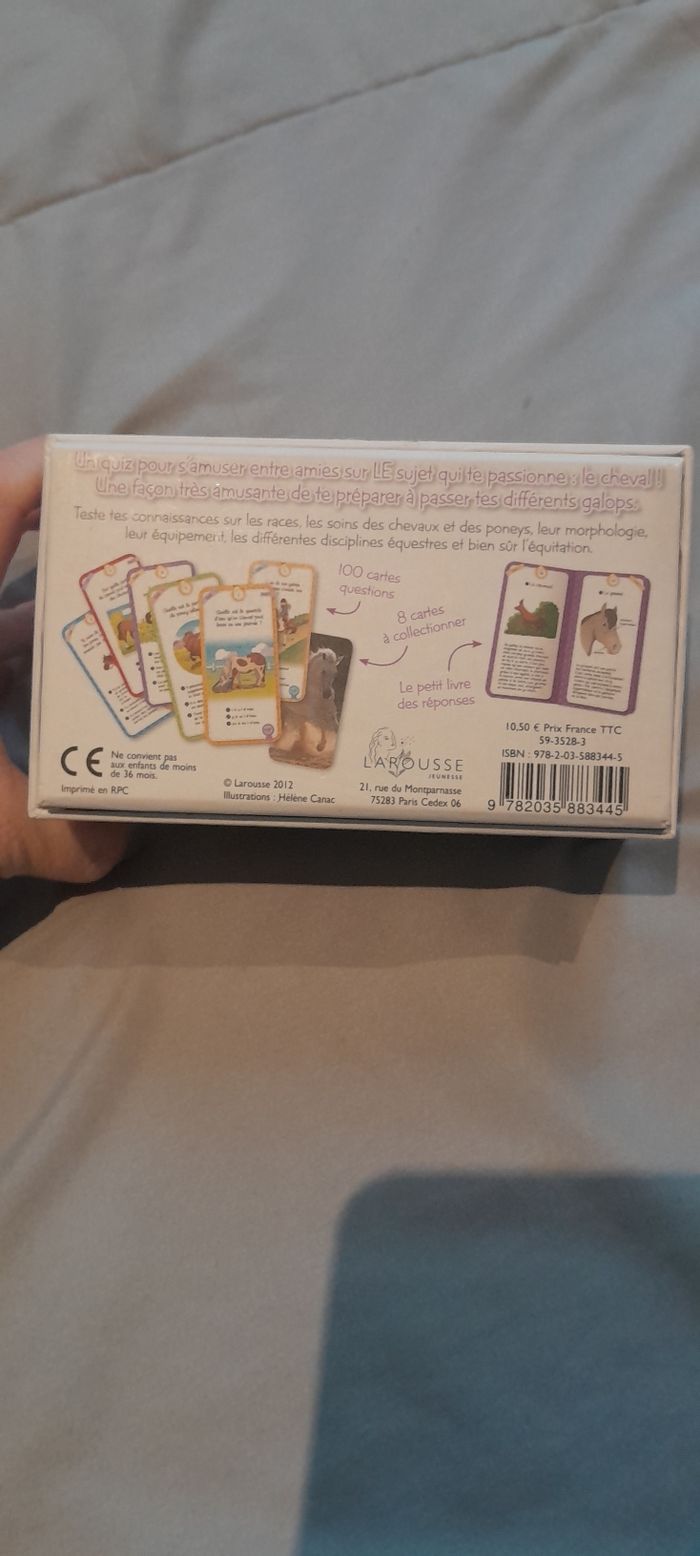 Un quiz pour s'amuser entre amies sur LE sujet qui te passionne : le cheval !
Une façon très amusante de te préparer à passer tes différents galops.
Teste tes connaissances sur les races, les soins des chevaux et des poneys, leur morphologie,
leur équipement, les différentes disciplines équestres et bien sûr l'équitation.
100 cartes
questions
8 cartes
à collectionner
Le petit livre
des réponses
CE
Ne convient pas
aux enfants de moins
de 36 mois.
Imprimé en RPC
© Larousse 2012
Illustrations : Hélène Canac
LAROUSSE
JEUNESSE
21, rue du Montparnasse
75283 Paris Cedex 06
10,50 € Prix France TTC
59-3528-3
ISBN : 978-2-03-588344-5
9 782035 883445